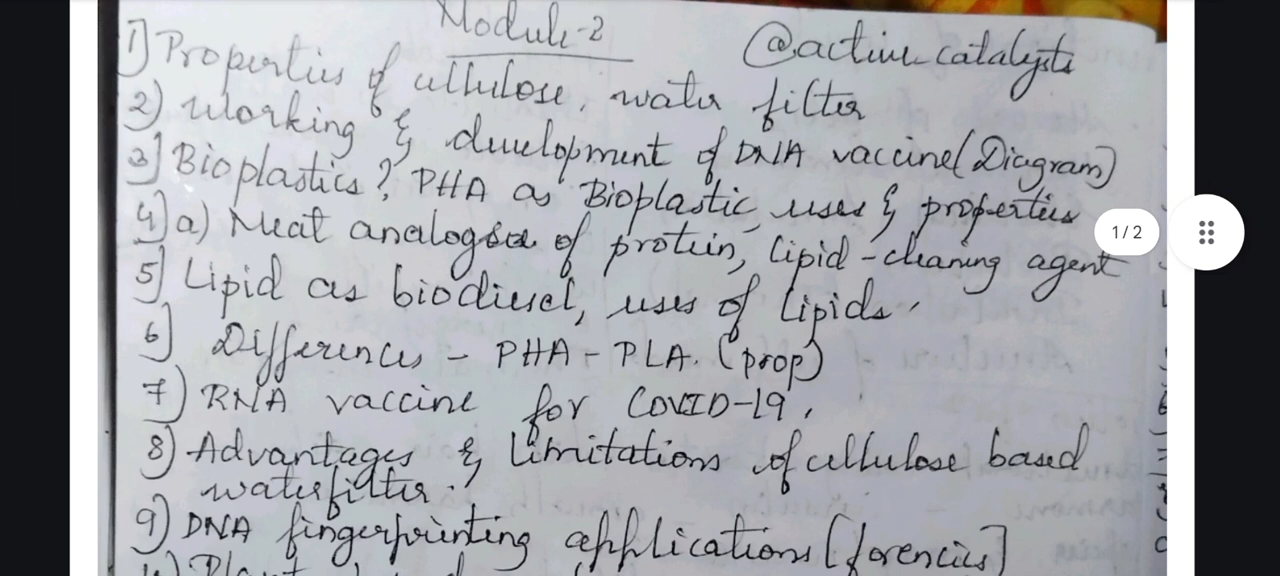 Module-2
@active catalysts
1) Properties of cellulose, water filter
2) Working & development of DNA vaccine (Diagram)
3) Bioplastics? PHA as Bioplastic, uses & properties
4) a) Meat analogs of protein, lipid-cleaning agent
5) Lipid as biodiesel, uses of lipids.
6) Differences - PHA - PLA. (prop)
7) RNA vaccine for COVID-19.
8) Advantages & limitations of cellulose based
waterfilter.
9) DNA fingerprinting applications [forencics]
1/2